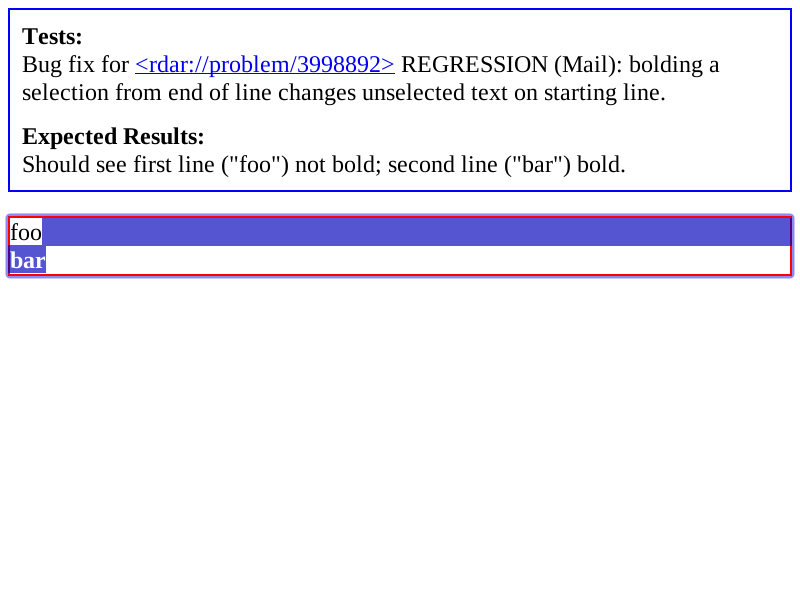 Tests:
Bug fix for <rdar://problem/3998892> REGRESSION (Mail): bolding a
selection from end of line changes unselected text on starting line.
Expected Results:
Should see first line ("foo") not bold; second line ("bar") bold.
foo
bar